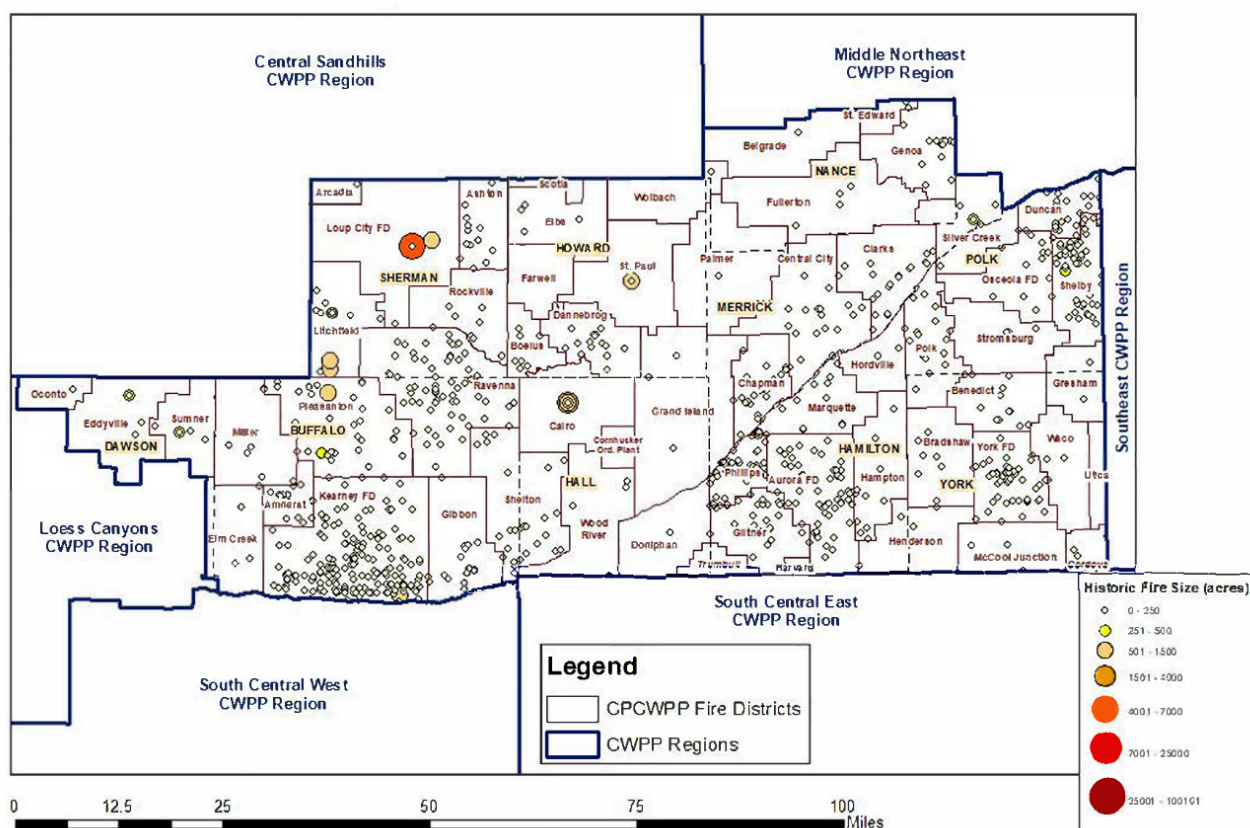 Central Sandhills
CWPP Region
Middle Northeast
CWPP Region
St. Edward
Belgrade
Genoa
NANCE
Arcadia
Ashton
Scotia
Elba
Wolbach
Fullerton
Duncan
Loup City FD
HOWARD
Silver Creek
Clarks
POLK
SHERMAN
Farwell
St. Paul
Palmer
Central City
Osceola FD
Shelby
Rockville
MERRICK
Dannebrog
Litchfield
Boelus
Stromsburg
Hordville
Polk
Southeast CWPP Region
Oconto
Ravenna
Chapman
Benedict
Gresham
Eddyville
Sumner
Pleasanton
Cairo
Grand Island
Marquette
Miller
BUFFALO
DAWSON
Cornhusker
Ord. Plant
HAMILTON
Bradshaw
York FD
Waco
Phillips
Aurora FD
Hampton
YORK
Utica
HALL
Amherst
Kearney FD
Shelton
Gibbon
Wood
River
Giltner
Loess Canyons
CWPP Region
Elm Creek
Doniphan
Henderson
McCool Junction
Trumbull
Harvard
Cordova
South Central East
CWPP Region
South Central West
CWPP Region
Legend
CPCWPP Fire Districts
CWPP Regions
Historic Fire Size (acres)
0 - 250
251 - 500
501 - 1500
1501 - 4000
4001 - 7000
7001 - 25000
25001 - 100101
0 12.5 25 50 75 100
Miles